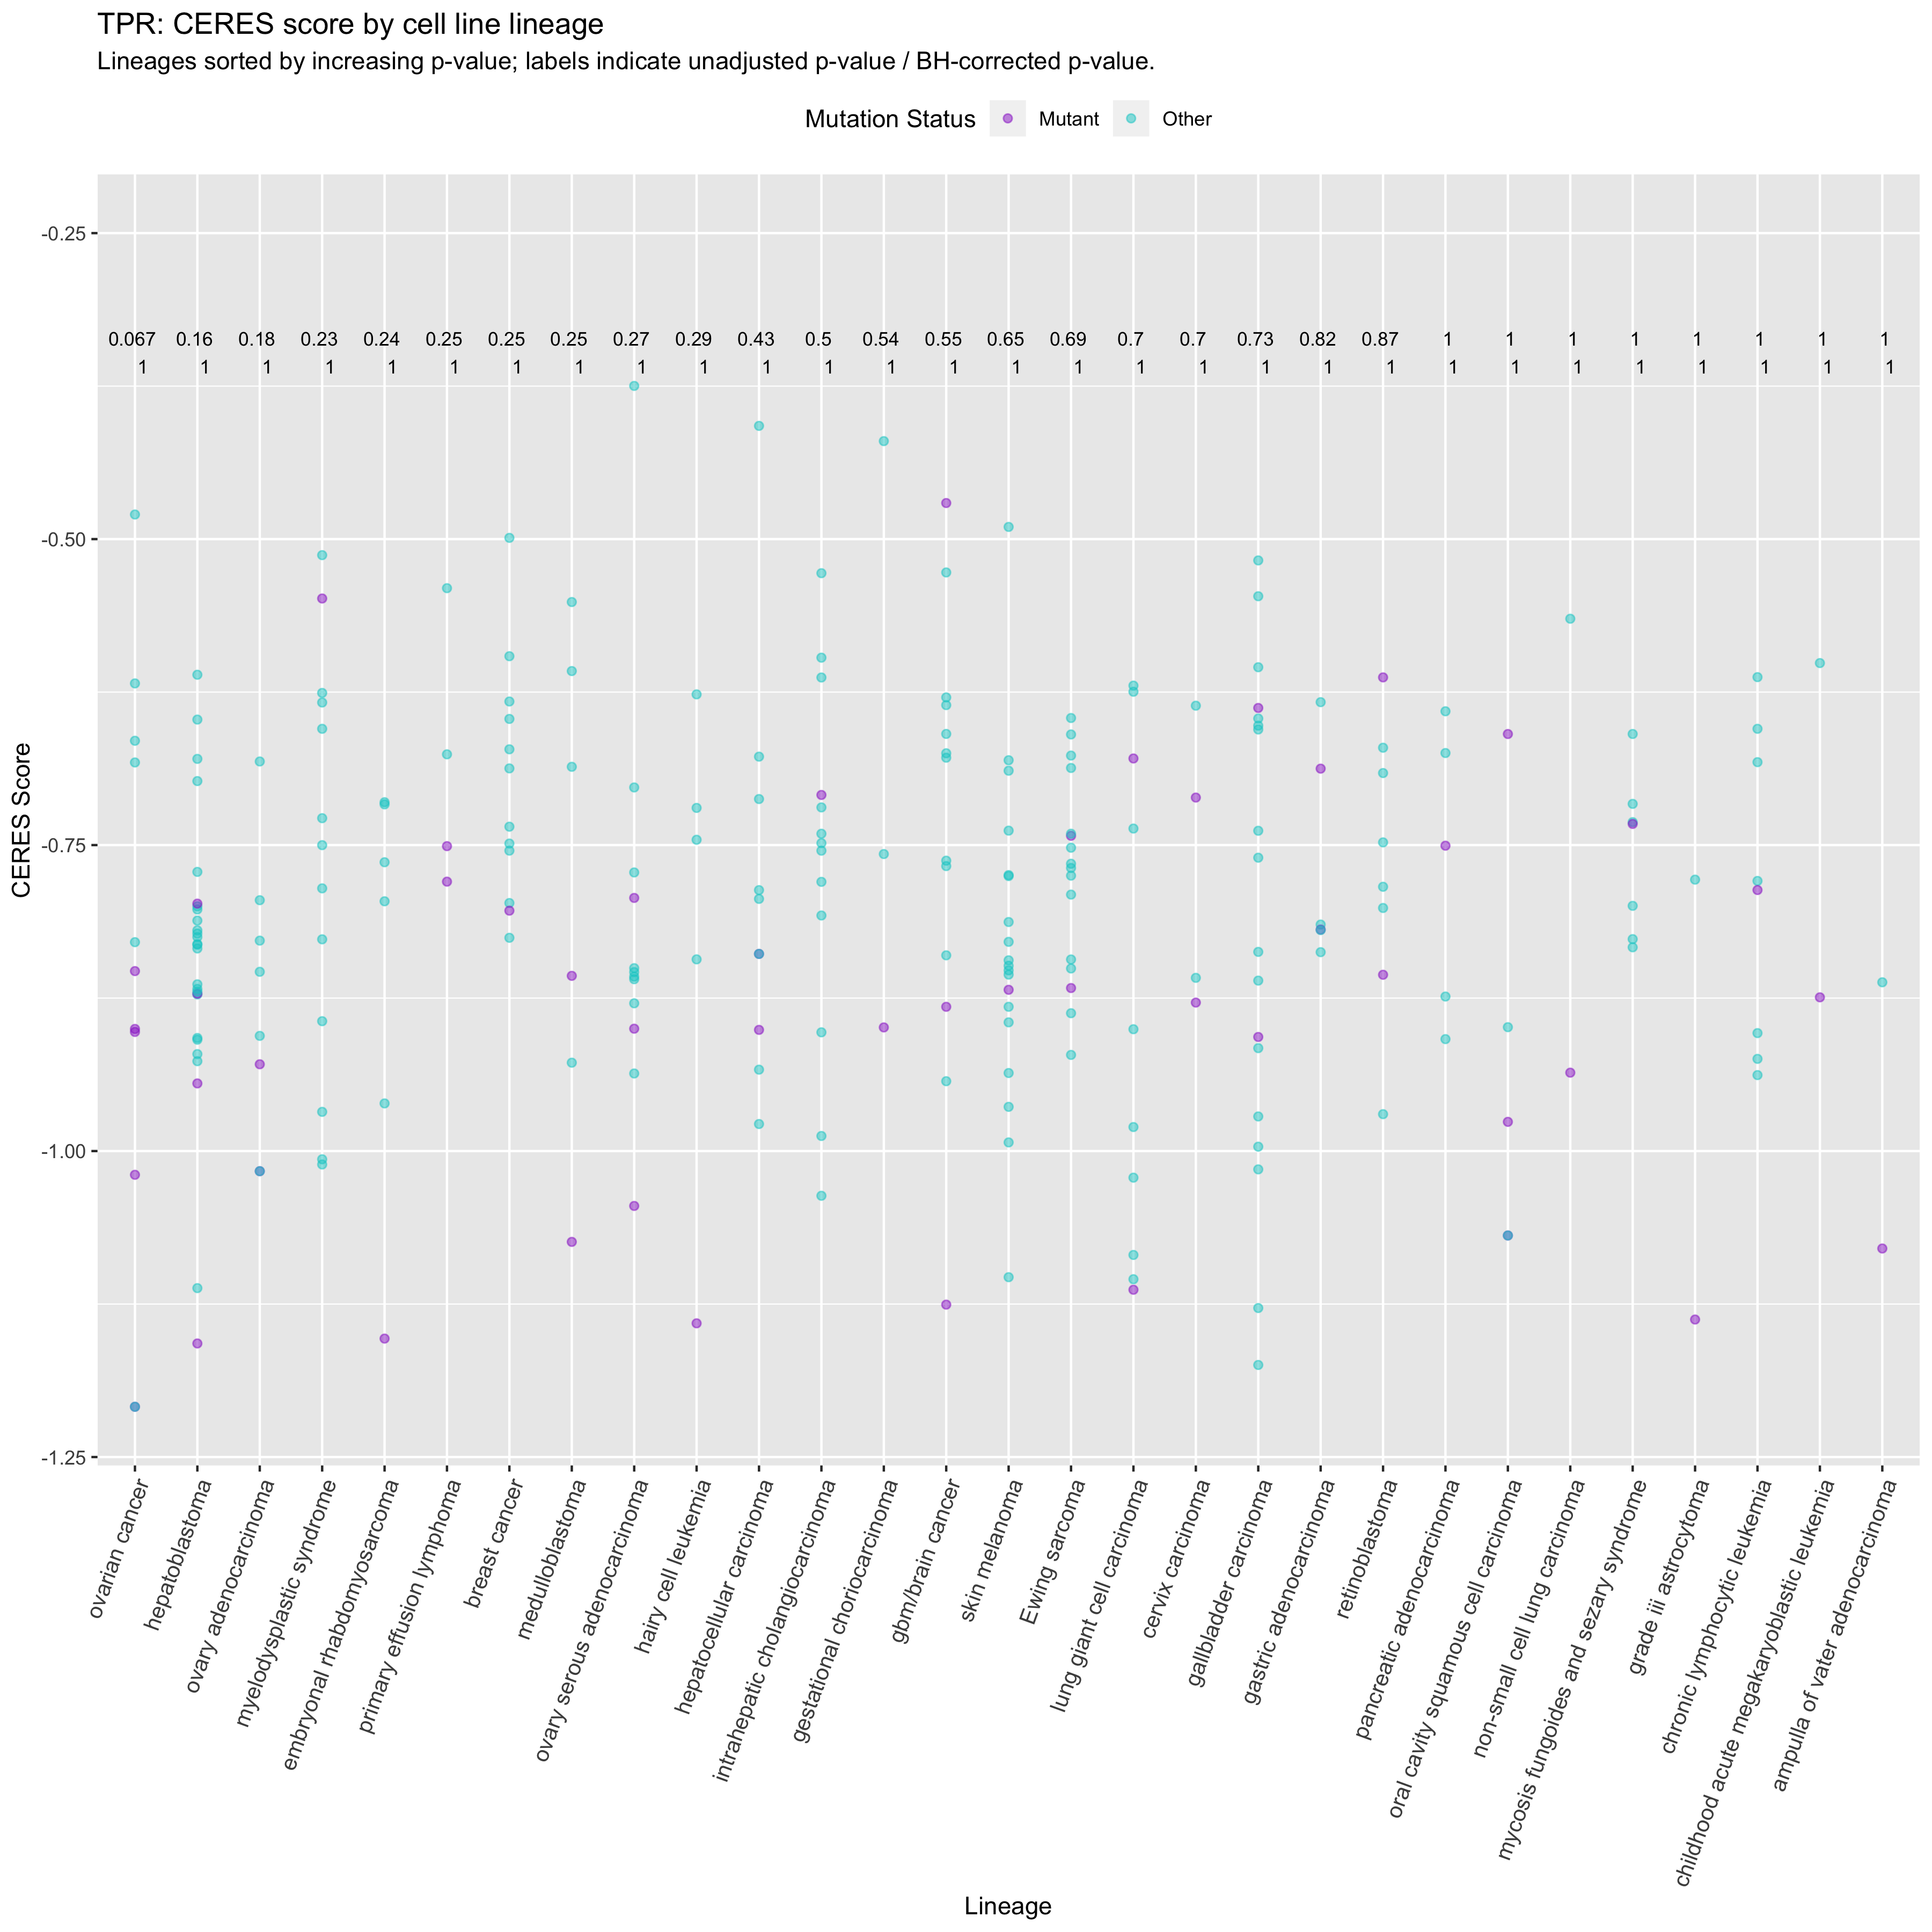 TPR: CERES score by cell line lineage
Lineages sorted by increasing p-value; labels indicate unadjusted p-value / BH-corrected p-value.
Mutation Status Mutant Other
-0.25
0.067 0.16 0.18 0.23 0.24 0.25 0.25 0.25 0.27 0.29 0.43 0.5 0.54 0.55 0.65 0.69 0.7 0.7 0.73 0.82 0.87 1 1 1 1 1 1 1 1
1 1 1 1 1 1 1 1 1 1 1 1 1 1 1 1 1 1 1 1 1 1 1 1 1 1 1 1 1
-0.50
-0.75
-1.00
-1.25
CERES Score
ovarian cancer
hepatoblastoma
ovary adenocarcinoma
myelodysplastic syndrome
embryonal rhabdomyosarcoma
primary effusion lymphoma
breast cancer
medulloblastoma
ovary serous adenocarcinoma
hairy cell leukemia
hepatocellular carcinoma
intrahepatic cholangiocarcinoma
gestational choriocarcinoma
gbm/brain cancer
skin melanoma
Ewing sarcoma
lung giant cell carcinoma
cervix carcinoma
gallbladder carcinoma
gastric adenocarcinoma
retinoblastoma
pancreatic adenocarcinoma
oral cavity squamous cell carcinoma
non-small cell lung carcinoma
mycosis fungoides and sezary syndrome
grade iii astrocytoma
chronic lymphocytic leukemia
childhood acute megakaryoblastic leukemia
ampulla of vater adenocarcinoma
Lineage